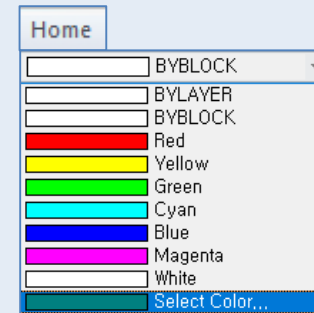 Home
BYBLOCK
BYLAYER
BYBLOCK
Red
Yellow
Green
Cyan
Blue
Magenta
White
Select Color...